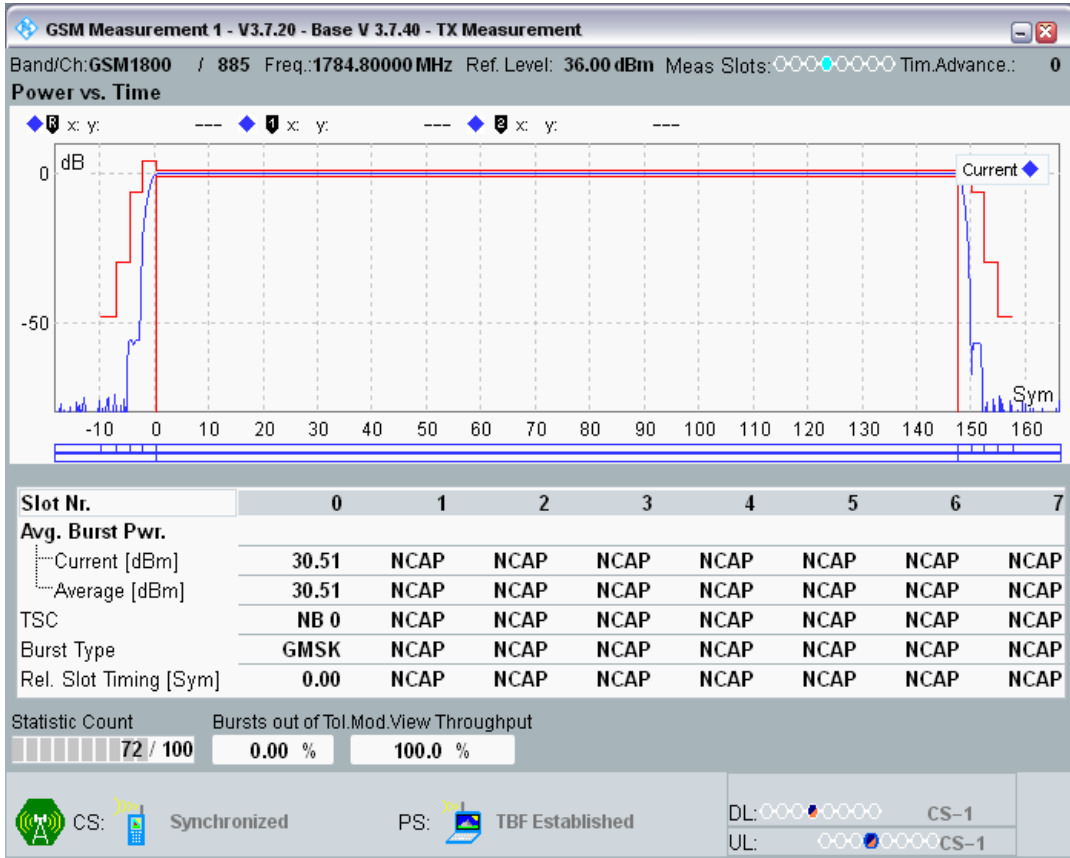 GSM Measurement 1 - V3.7.20 - Base V 3.7.40 - TX Measurement
Band/Ch:GSM1800 / 885 Freq.:1784.80000 MHz Ref. Level: 36.00 dBm Meas Slots: Tim.Advance.: 0
Power vs. Time
R x: y: --- 1 x: y: --- 2 x: y: ---
dB
0
Current
-50
Sym
-10 0 10 20 30 40 50 60 70 80 90 100 110 120 130 140 150 160
Slot Nr. 0 1 2 3 4 5 6 7
Avg. Burst Pwr.
Current [dBm] 30.51 NCAP NCAP NCAP NCAP NCAP NCAP NCAP
Average [dBm] 30.51 NCAP NCAP NCAP NCAP NCAP NCAP NCAP
TSC NB 0 NCAP NCAP NCAP NCAP NCAP NCAP NCAP
Burst Type GMSK NCAP NCAP NCAP NCAP NCAP NCAP NCAP
Rel. Slot Timing [Sym] 0.00 NCAP NCAP NCAP NCAP NCAP NCAP NCAP
Statistic Count Bursts out of Tol.Mod.View Throughput
72 / 100 0.00 % 100.0 %
CS: Synchronized PS: TBF Established
DL: CS-1
UL: CS-1